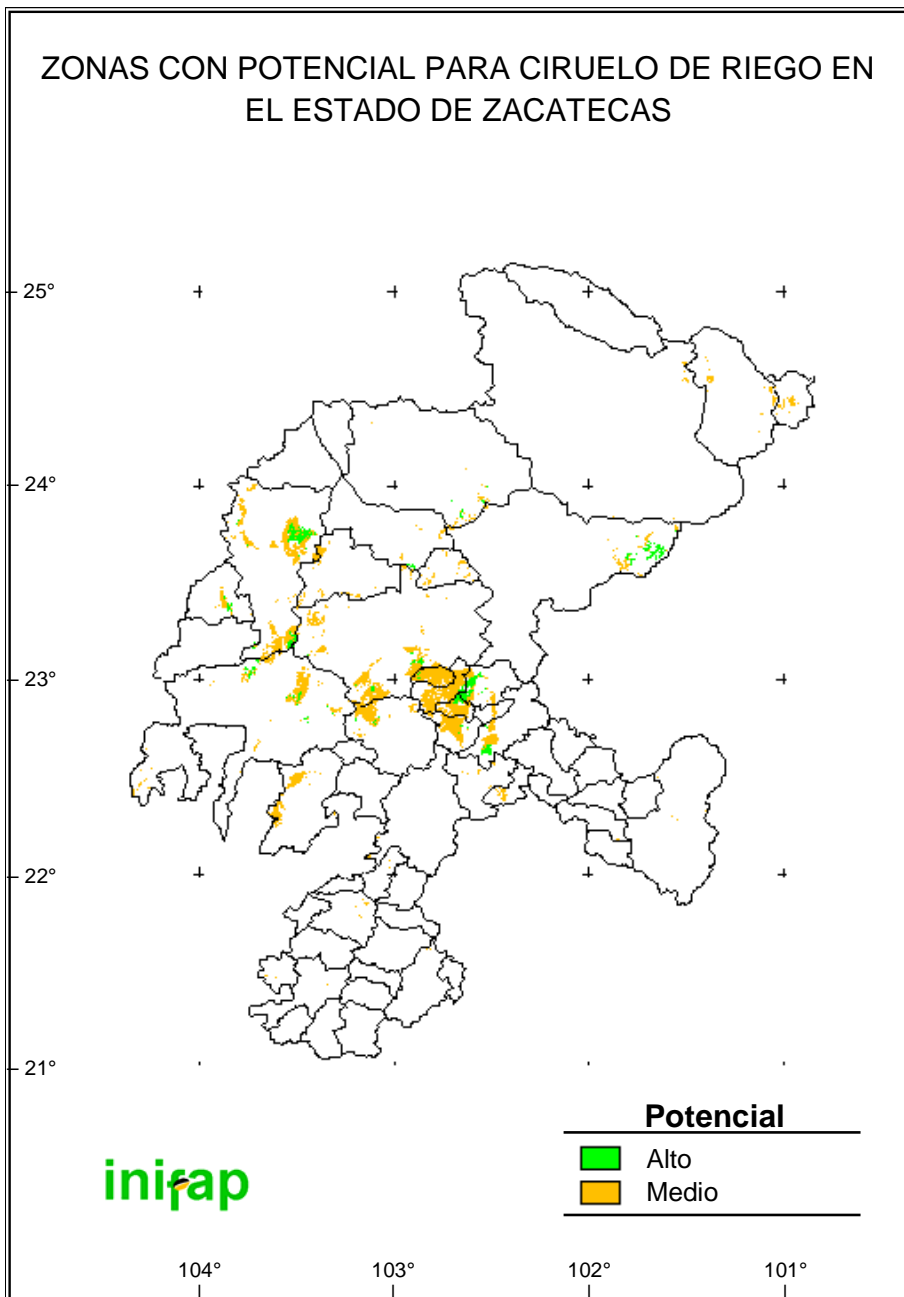 ZONAS CON POTENCIAL PARA CIRUELO DE RIEGO EN
EL ESTADO DE ZACATECAS
25°
24°
23°
22°
21°
Potencial
Alto
Medio
inifap
104°
103°
102°
101°